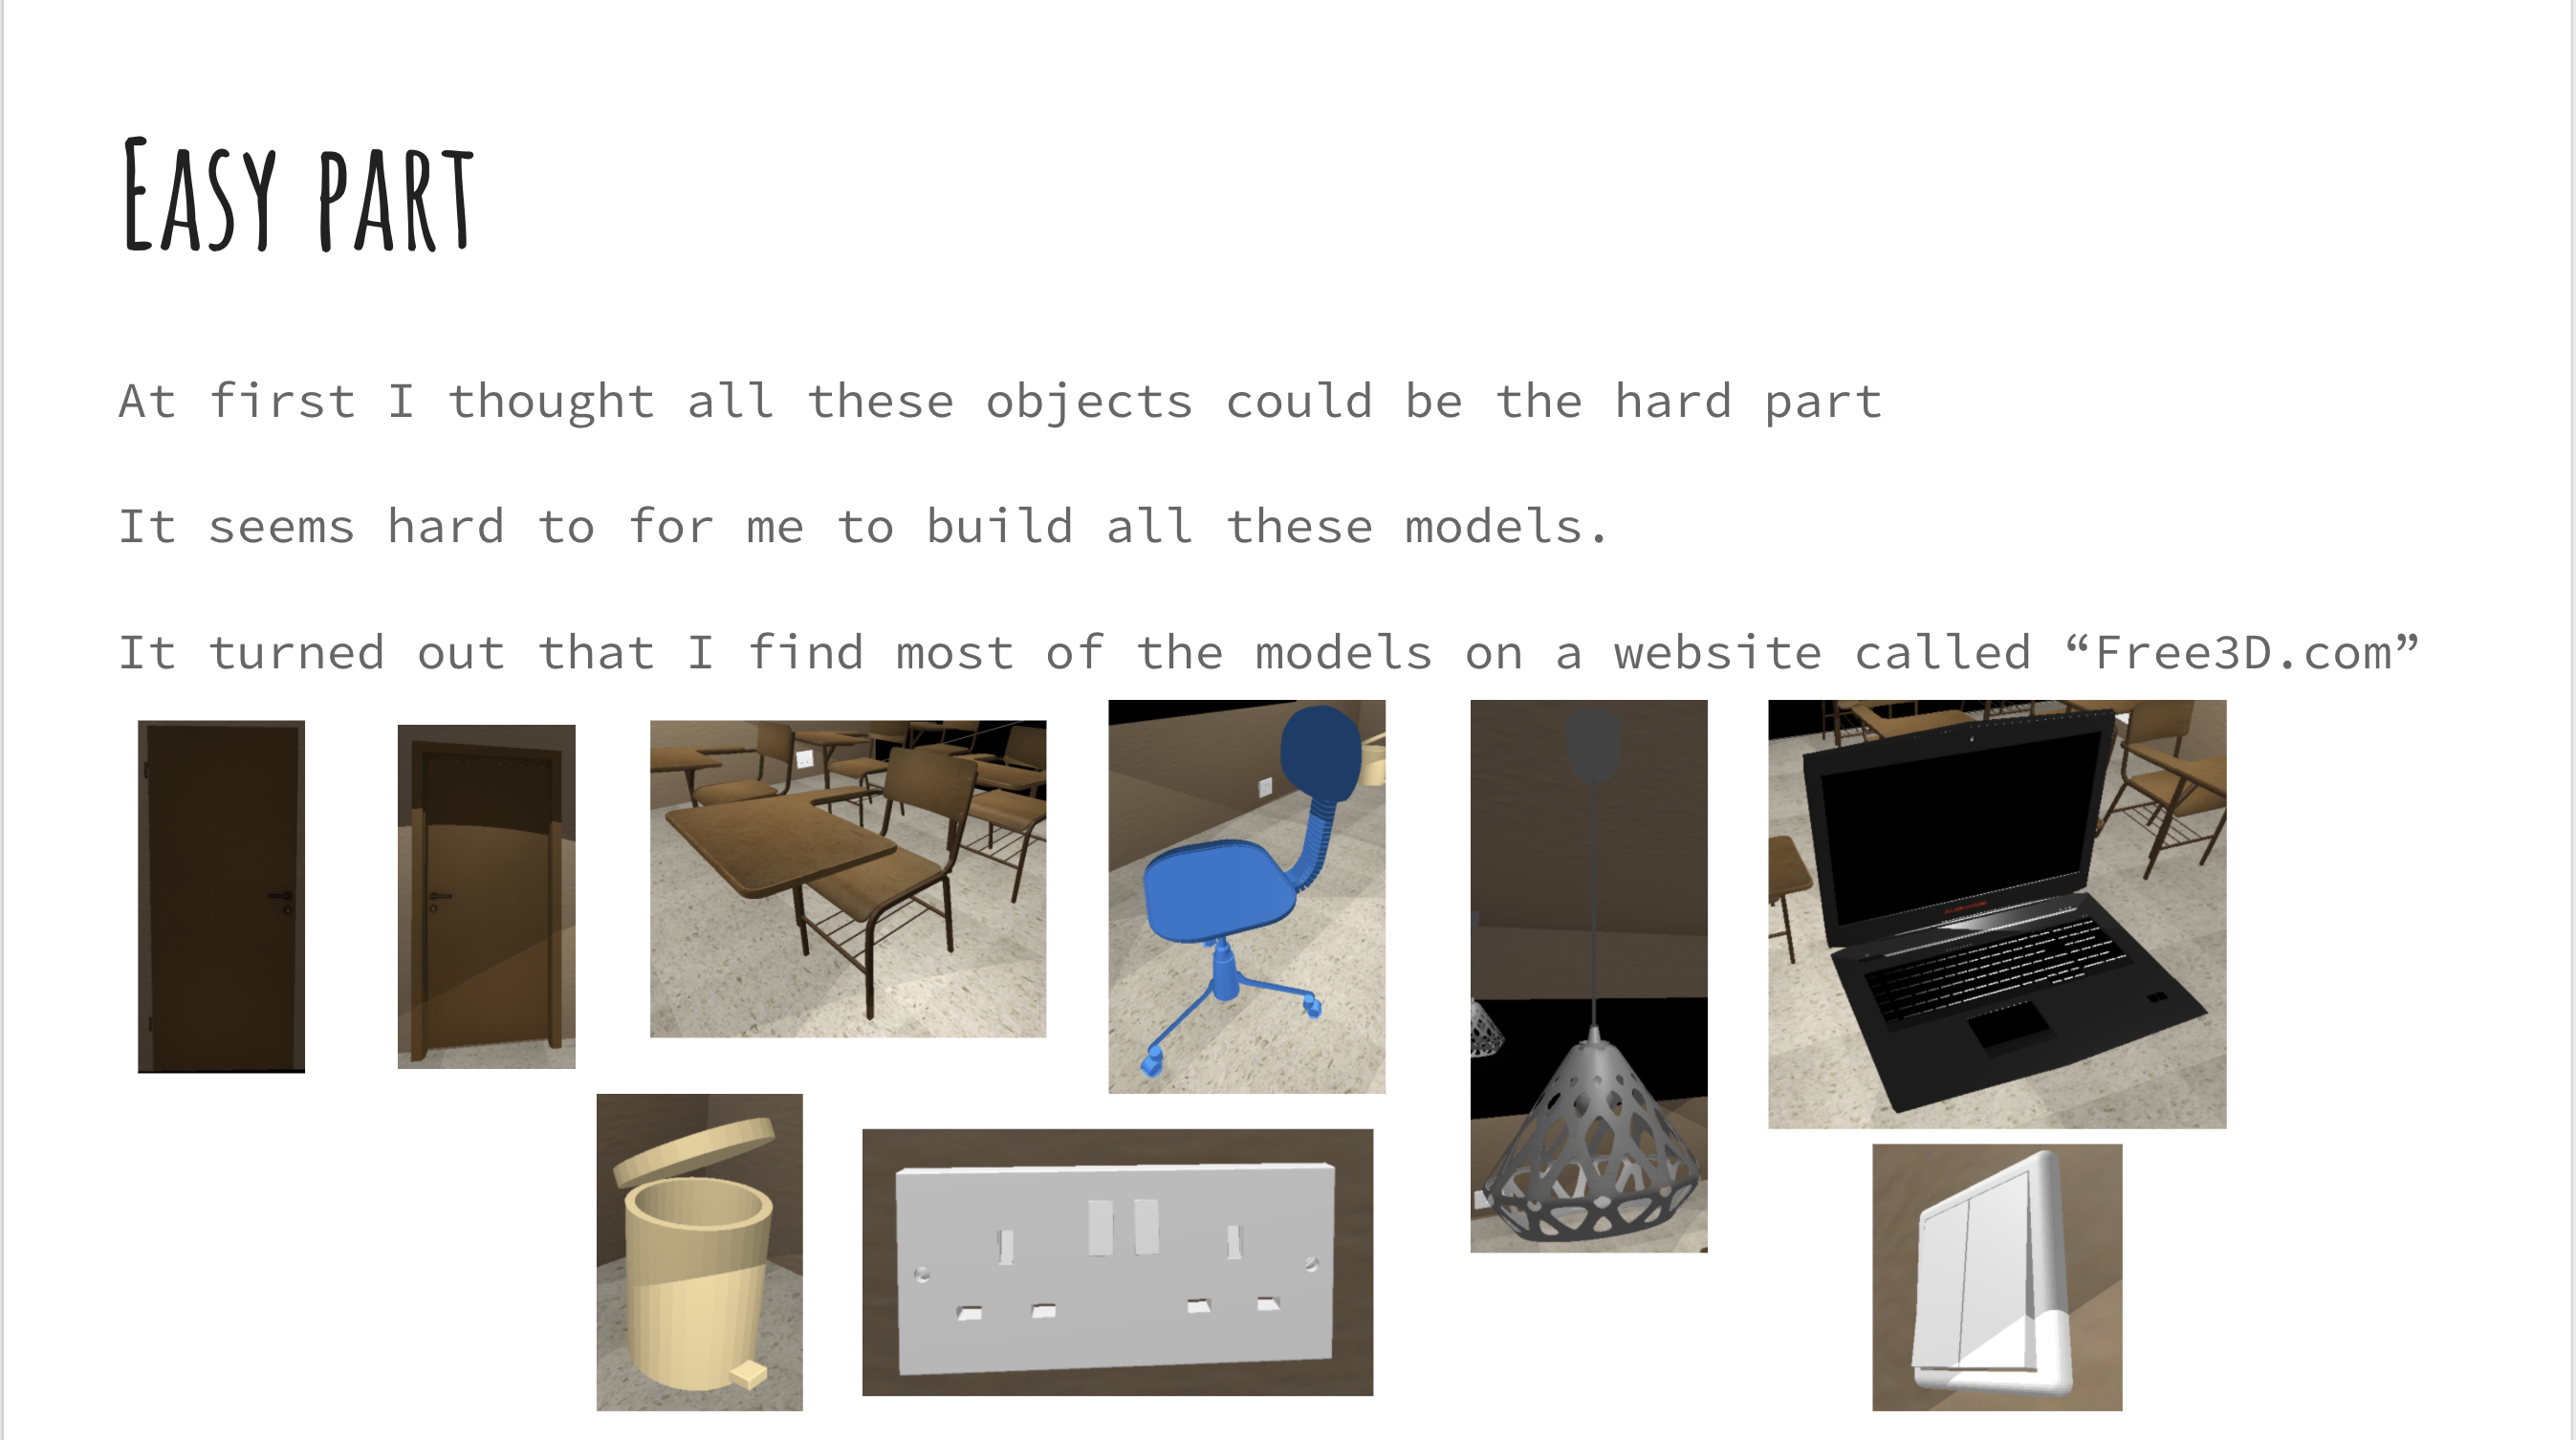 Easy part
At first I thought all these objects could be the hard part
It seems hard to for me to build all these models.
It turned out that I find most of the models on a website called “Free3D.com”